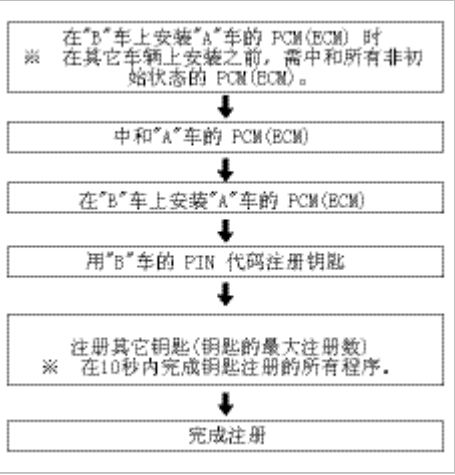 在"B"车上安装"A"车的 PCM(ECM) 时
※ 在其它车辆上安装之前, 需中和所有非初
始状态的 PCM(ECM)。
中和"A"车的 PCM(ECM)
在"B"车上安装"A"车的 PCM(ECM)
用"B"车的 PIN 代码注册钥匙
注册其它钥匙(钥匙的最大注册数)
※ 在10秒内完成钥匙注册的所有程序.
完成注册